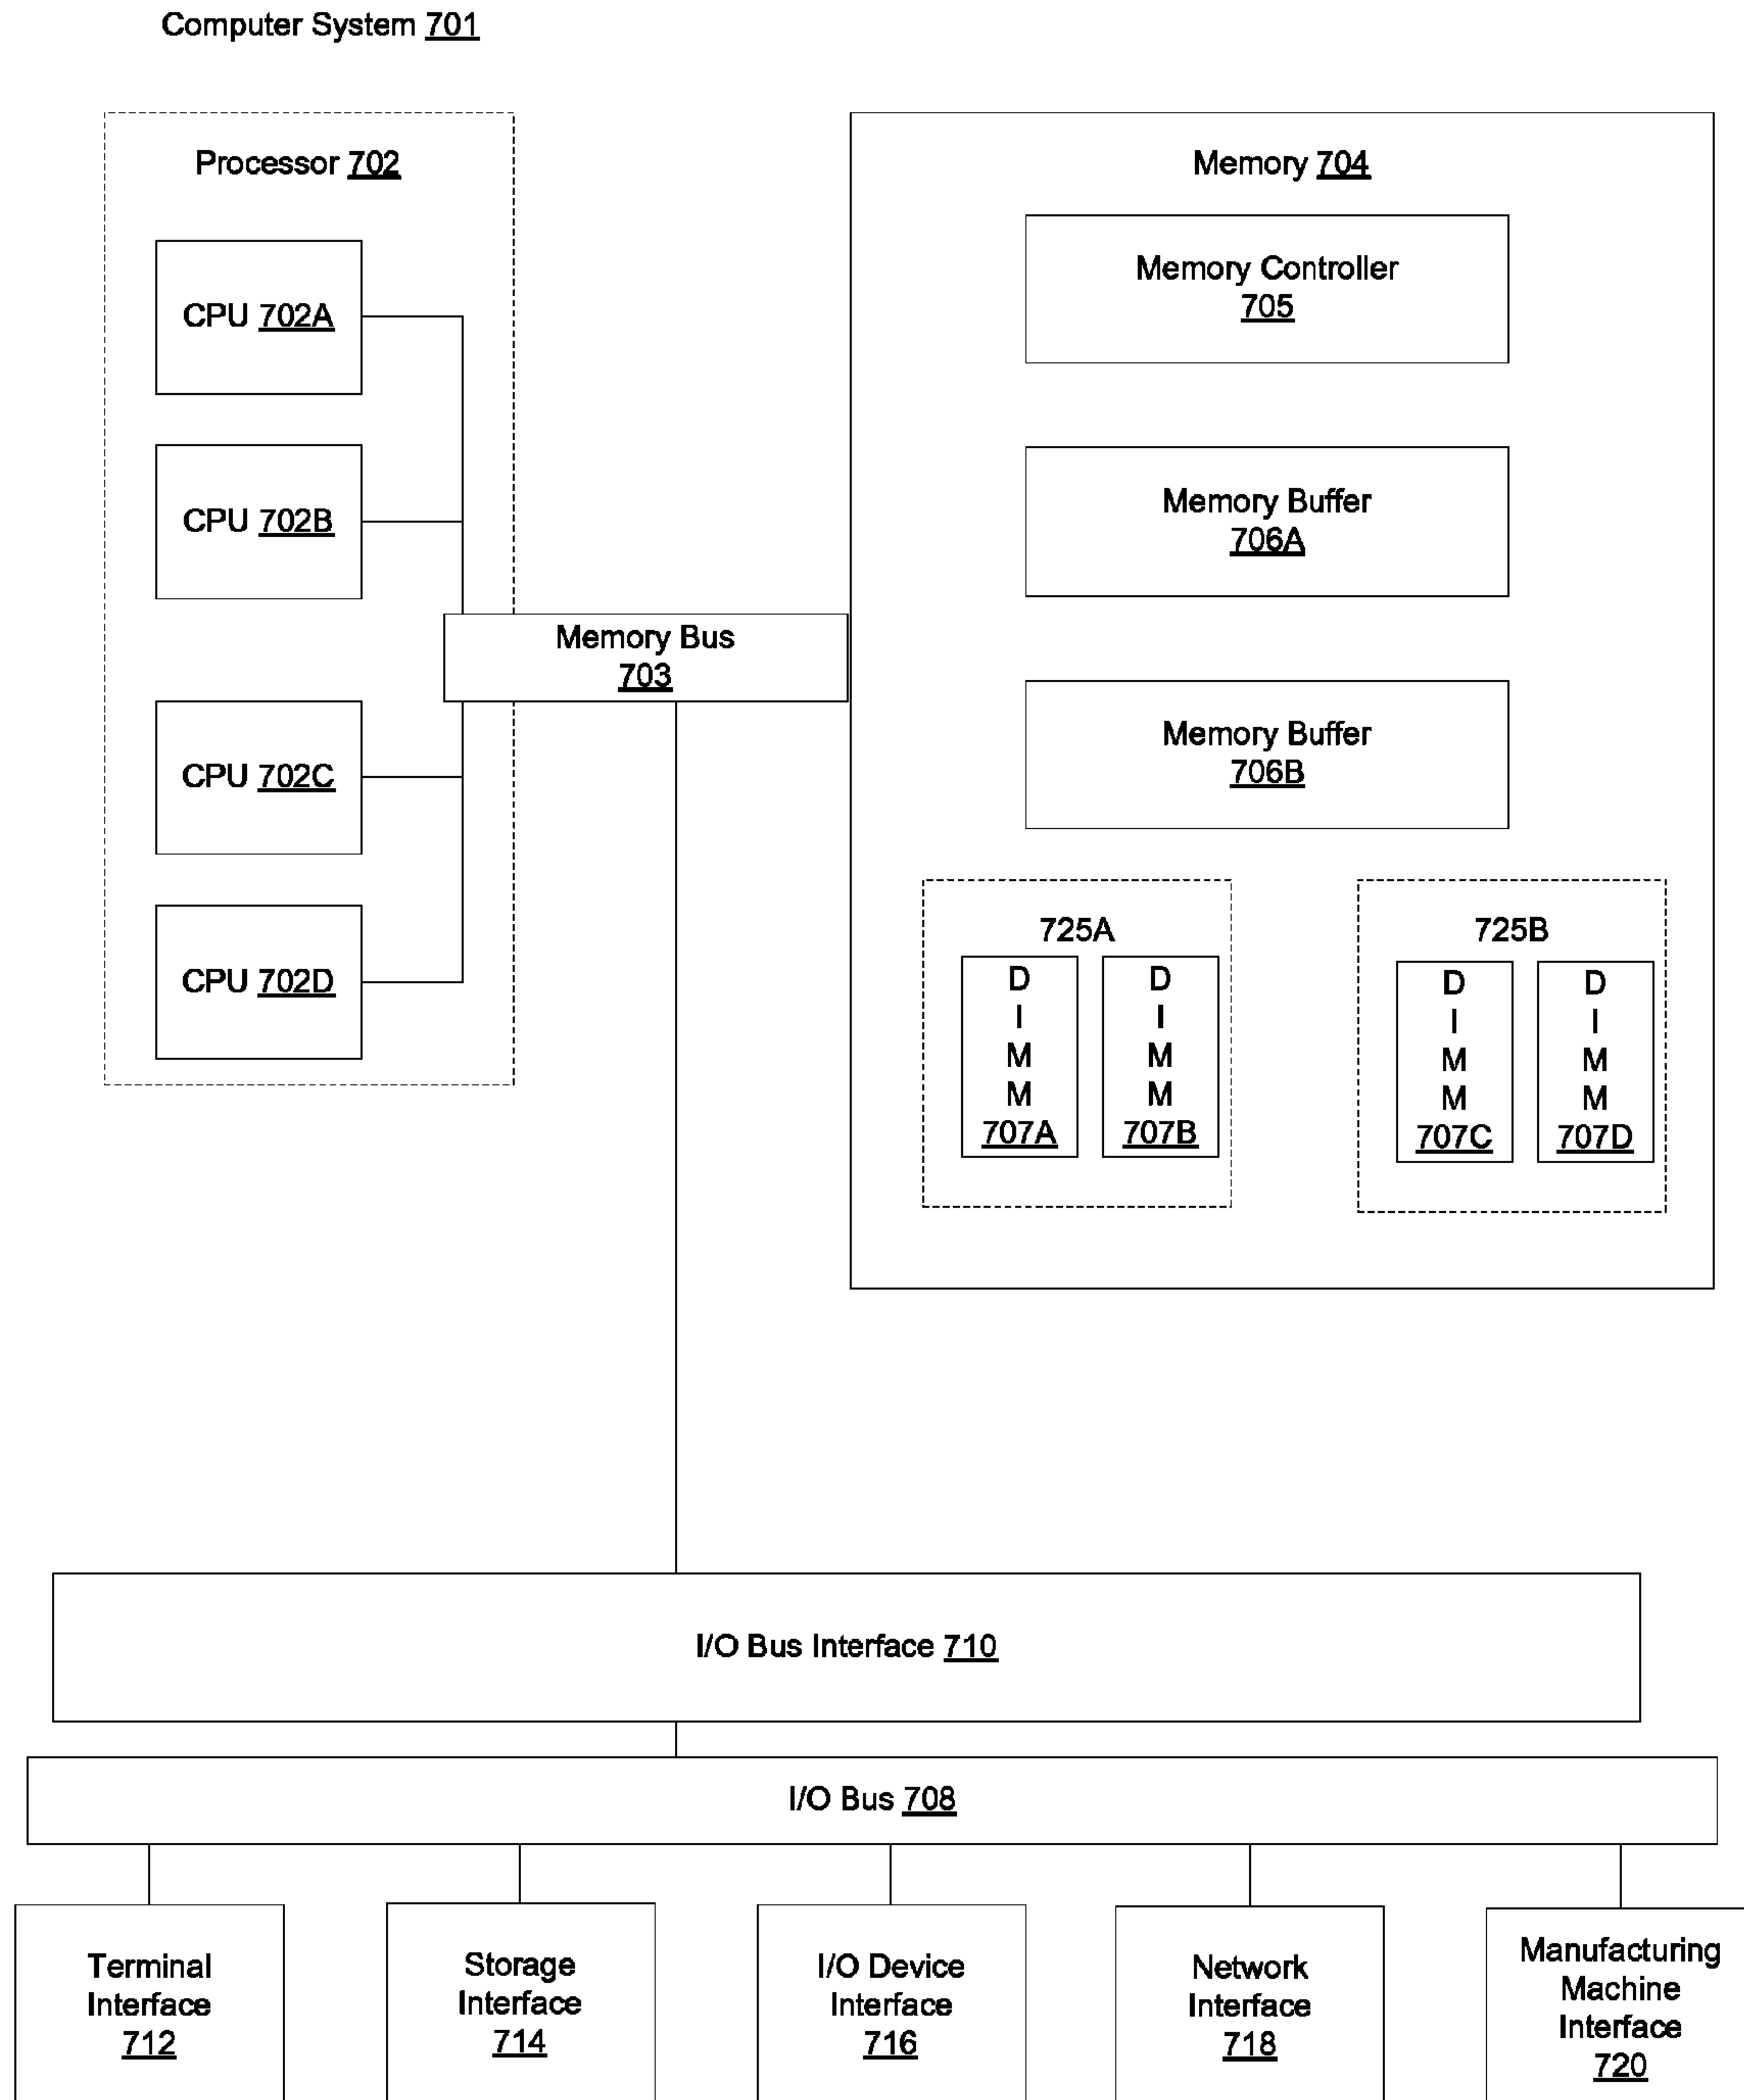 Computer System 701
Processor 702
CPU 702A
CPU 702B
CPU 702C
CPU 702D
Memory Bus
703
Memory 704
Memory Controller
705
Memory Buffer
706A
Memory Buffer
706B
725A
D
I
M
M
707A
D
I
M
M
707B
725B
D
I
M
M
707C
D
I
M
M
707D
I/O Bus Interface 710
I/O Bus 708
Terminal
Interface
712
Storage
Interface
714
I/O Device
Interface
716
Network
Interface
718
Manufacturing
Machine
Interface
720